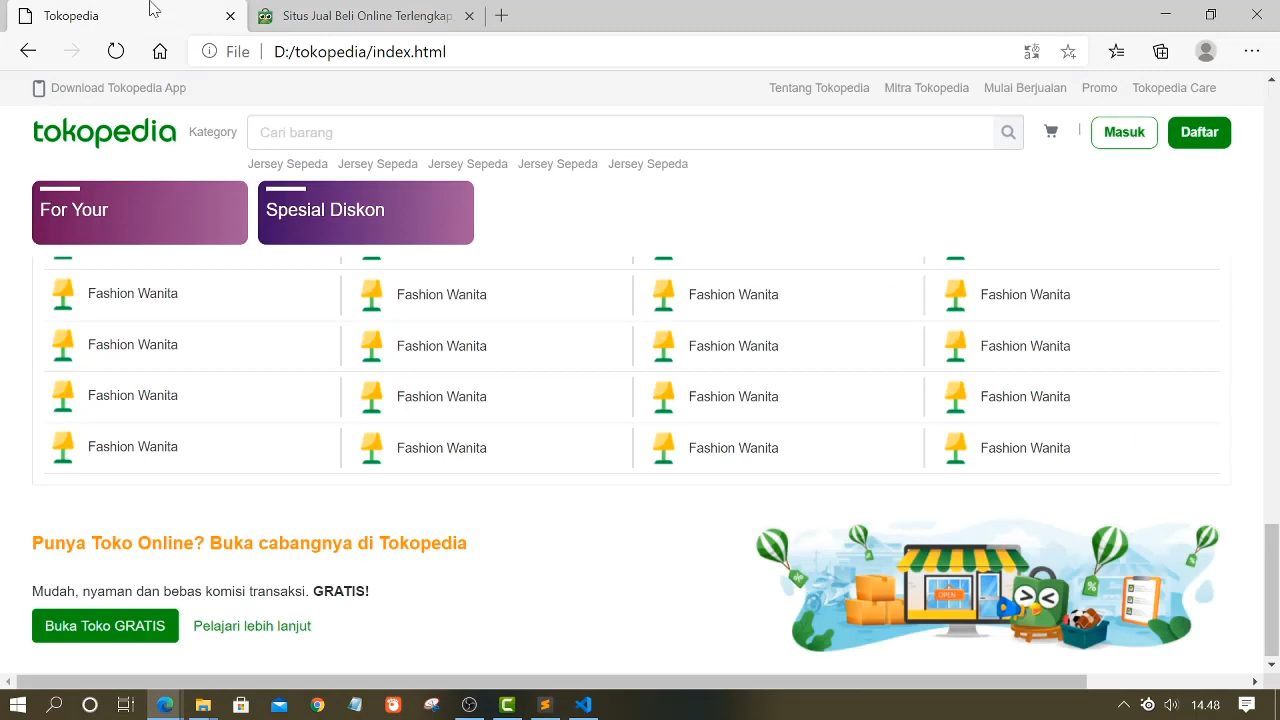 Tokopedia
Situs Jual Beli Online Terlengkap,
File
D:/tokopedia/index.html
Download Tokopedia App
Tentang Tokopedia Mitra Tokopedia Mulai Berjualan Promo Tokopedia Care
tokopedia Kategory Cari barang Masuk Daftar
Jersey Sepeda Jersey Sepeda Jersey Sepeda Jersey Sepeda Jersey Sepeda
For Your Spesial Diskon
Fashion Wanita Fashion Wanita Fashion Wanita Fashion Wanita
Fashion Wanita Fashion Wanita Fashion Wanita Fashion Wanita
Fashion Wanita Fashion Wanita Fashion Wanita Fashion Wanita
Fashion Wanita Fashion Wanita Fashion Wanita Fashion Wanita
Punya Toko Online? Buka cabangnya di Tokopedia
OPEN
%
Mudah, nyaman dan bebas komisi transaksi. GRATIS!
Buka Toko GRATIS Pelajari lebih lanjut
14.48